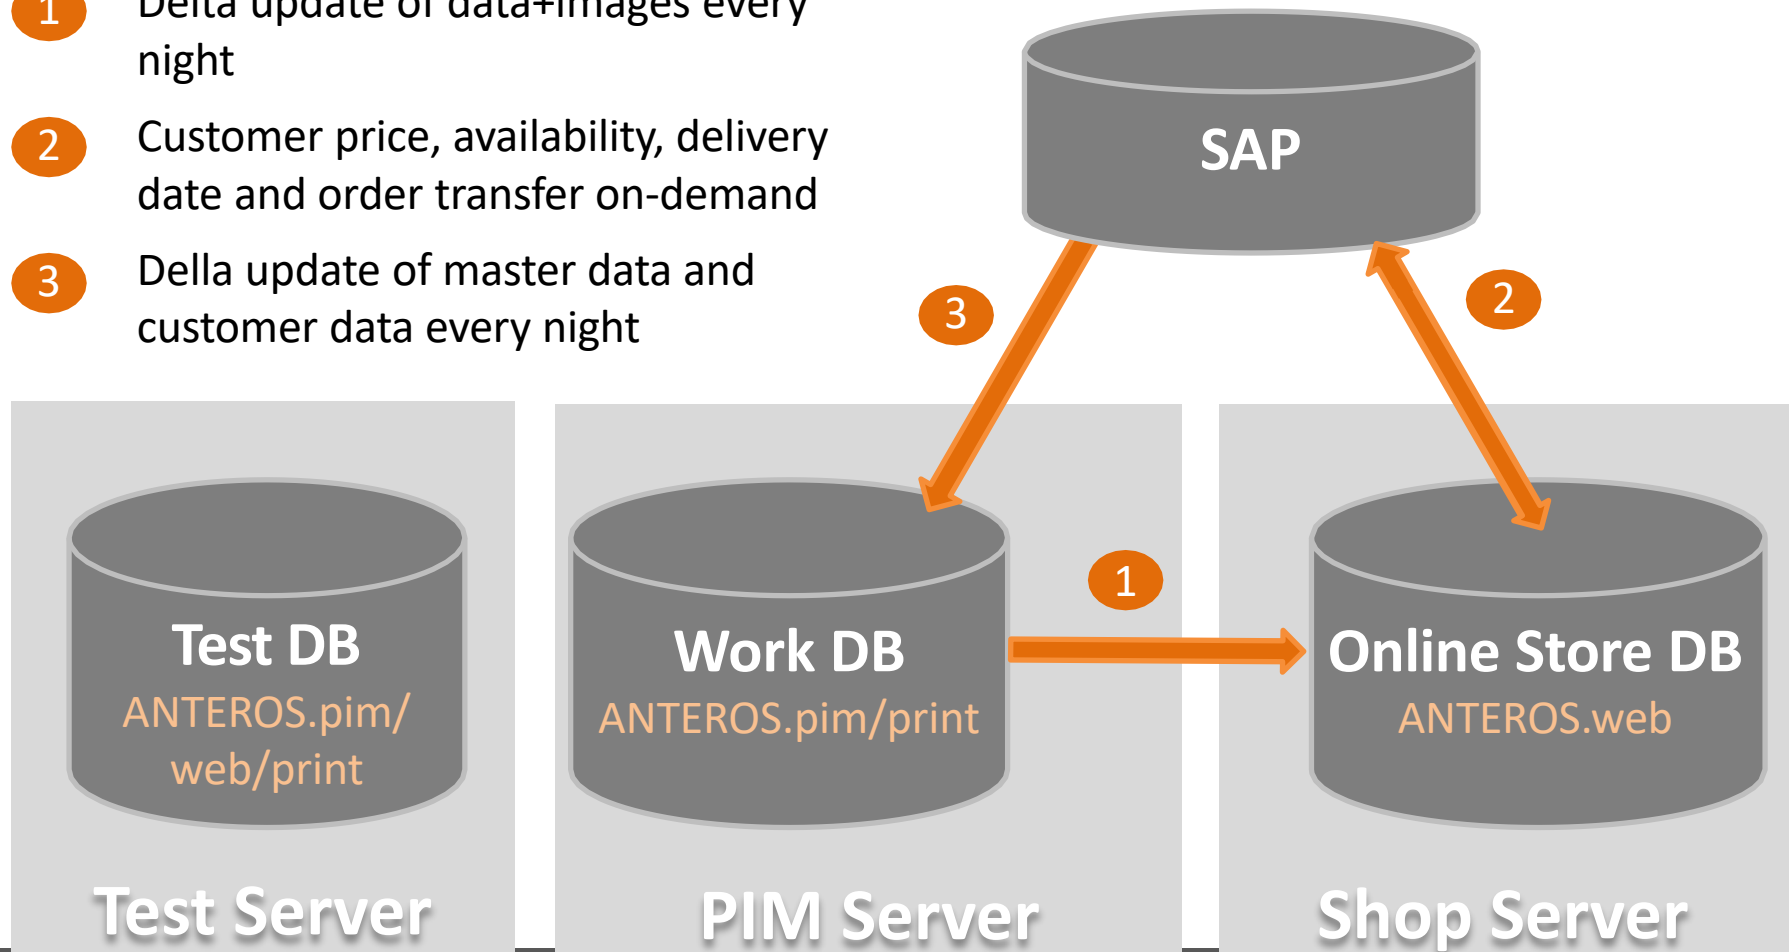 1
Delta update of data+images every
night
2
Customer price, availability, delivery
date and order transfer on-demand
3
Della update of master data and
customer data every night
SAP
3
2
1
Test DB
ANTEROS.pim/
web/print
Work DB
ANTEROS.pim/print
Online Store DB
ANTEROS.web
Test Server
PIM Server
Shop Server